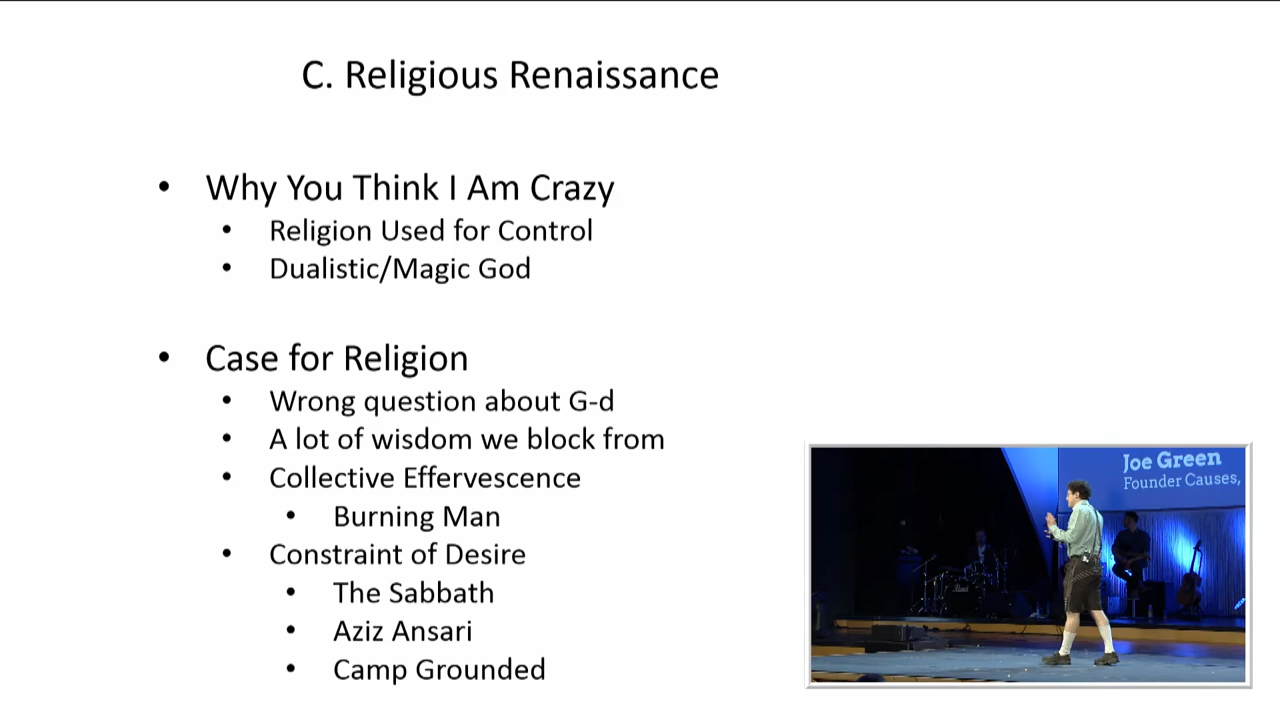 C. Religious Renaissance
• Why You Think I Am Crazy
• Religion Used for Control
• Dualistic/Magic God
• Case for Religion
• Wrong question about G-d
• A lot of wisdom we block from
• Collective Effervescence
• Burning Man
• Constraint of Desire
• The Sabbath
• Aziz Ansari
• Camp Grounded
Joe Green
Founder Causes,